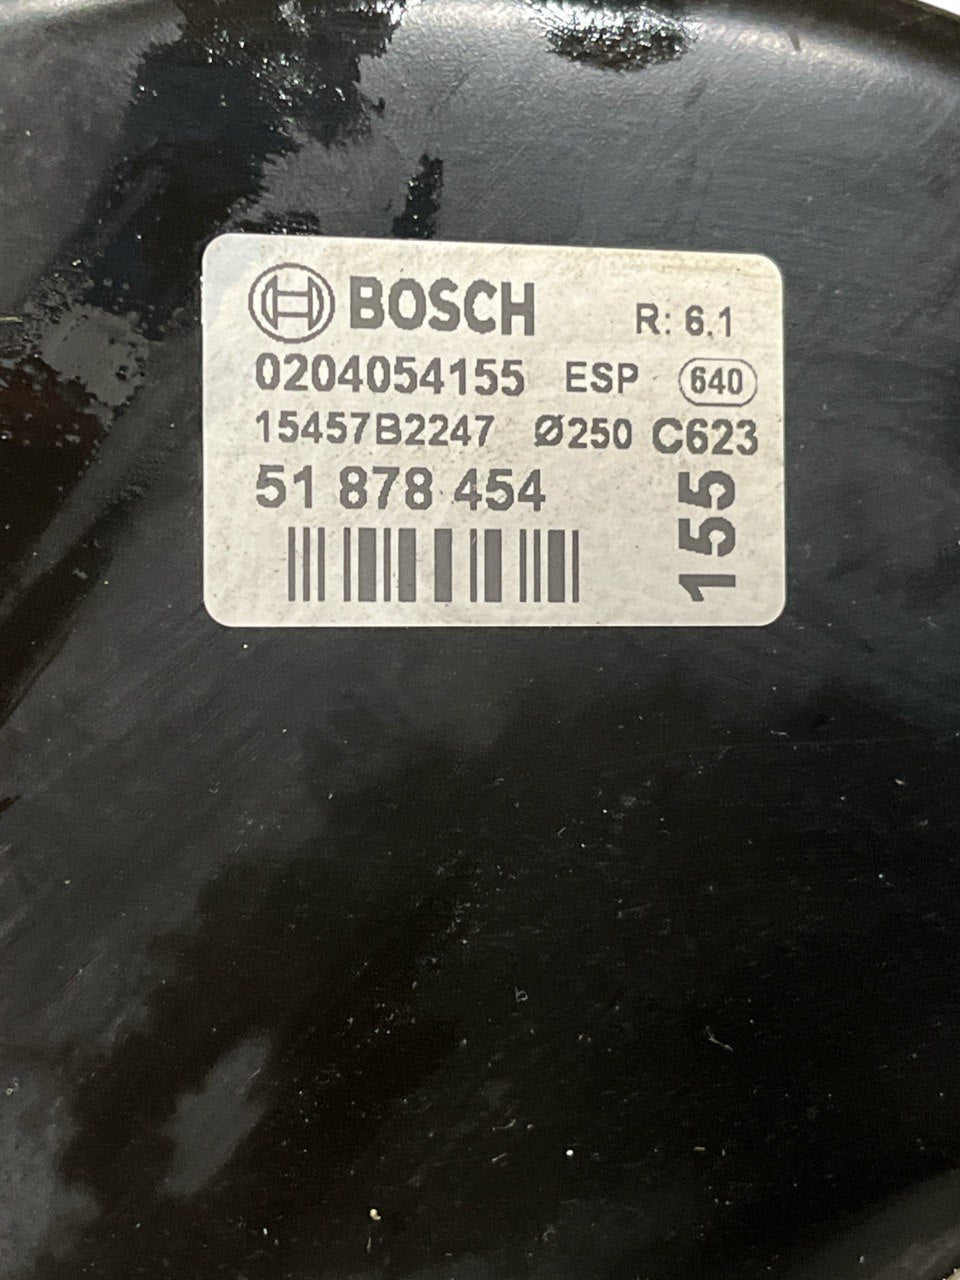 BOSCH R: 6.1
0204054155 ESP 640
15457B2247 Ø250 C623
51 878 454
155